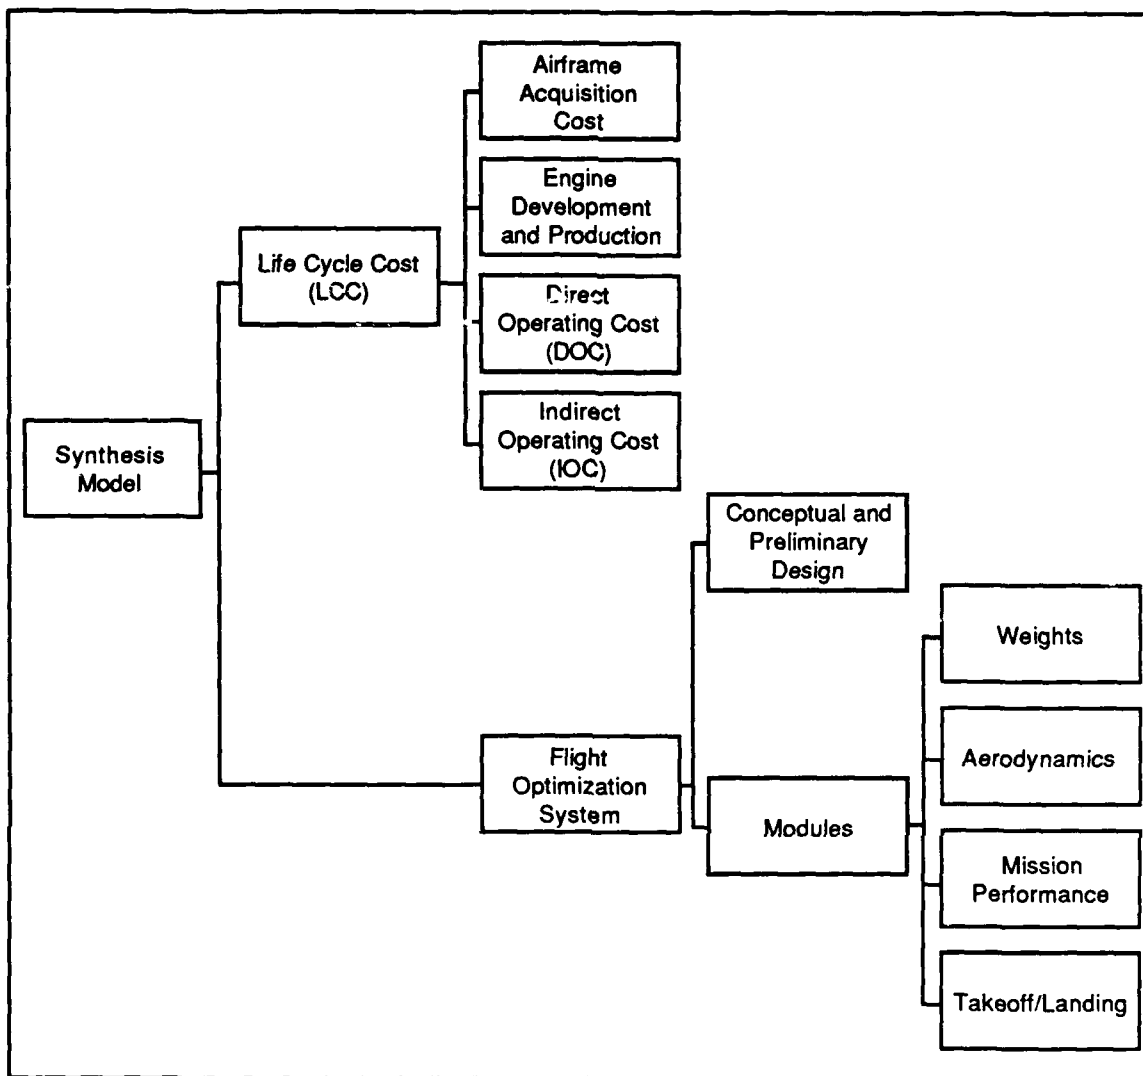 Airframe
Acquisition
Cost
Engine
Development
and Production
Life Cycle Cost
(LCC)
Direct
Operating Cost
(DOC)
Indirect
Operating Cost
(IOC)
Synthesis
Model
Conceptual and
Preliminary
Design
Weights
Flight
Optimization
System
Aerodynamics
Modules
Mission
Performance
Takeoff/Landing